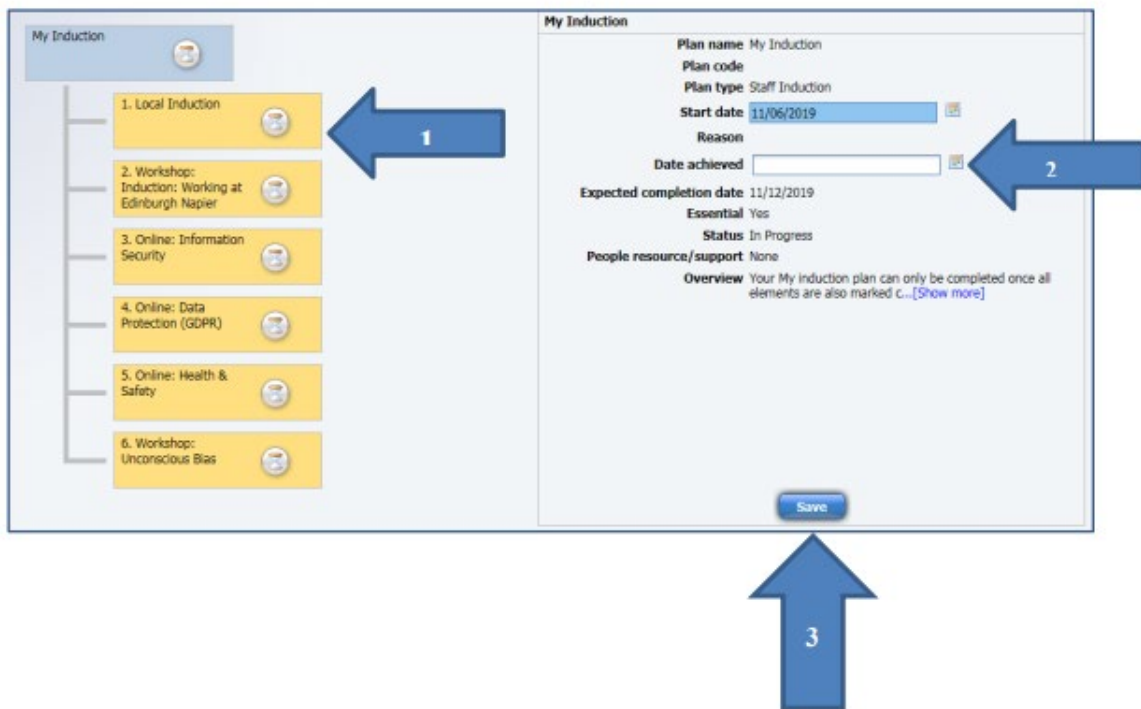 My Induction
1. Local Induction
2. Workshop:
Induction: Working at
Edinburgh Napier
3. Online: Information
Security
4. Online: Data
Protection (GDPR)
5. Online: Health &
Safety
6. Workshop:
Unconscious Bias
1
My Induction
Plan name My Induction
Plan code
Plan type Staff Induction
Start date 11/06/2019
Reason
Date achieved
2
Expected completion date 11/12/2019
Essential Yes
Status In Progress
People resource/support None
Overview Your My induction plan can only be completed once all
elements are also marked c...[Show more]
Save
3